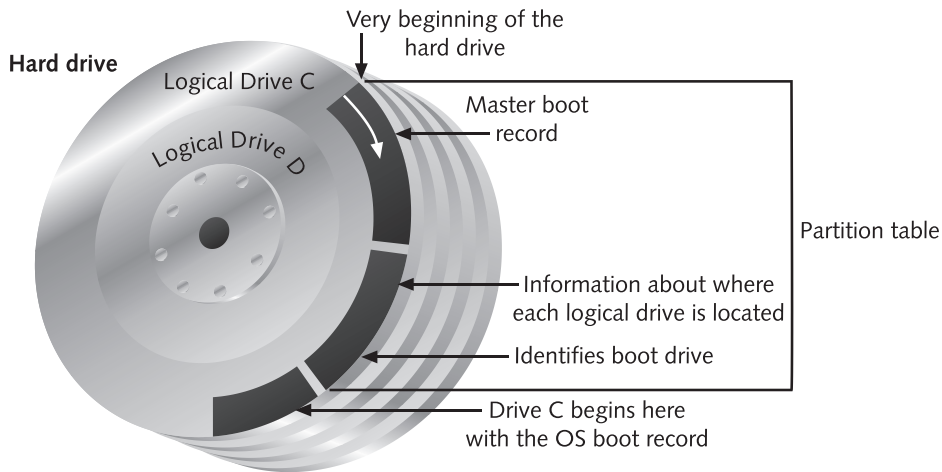 Very beginning of the
hard drive
Hard drive
Logical Drive C
Master boot
record
Logical Drive D
Partition table
Information about where
each logical drive is located
Identifies boot drive
Drive C begins here
with the OS boot record